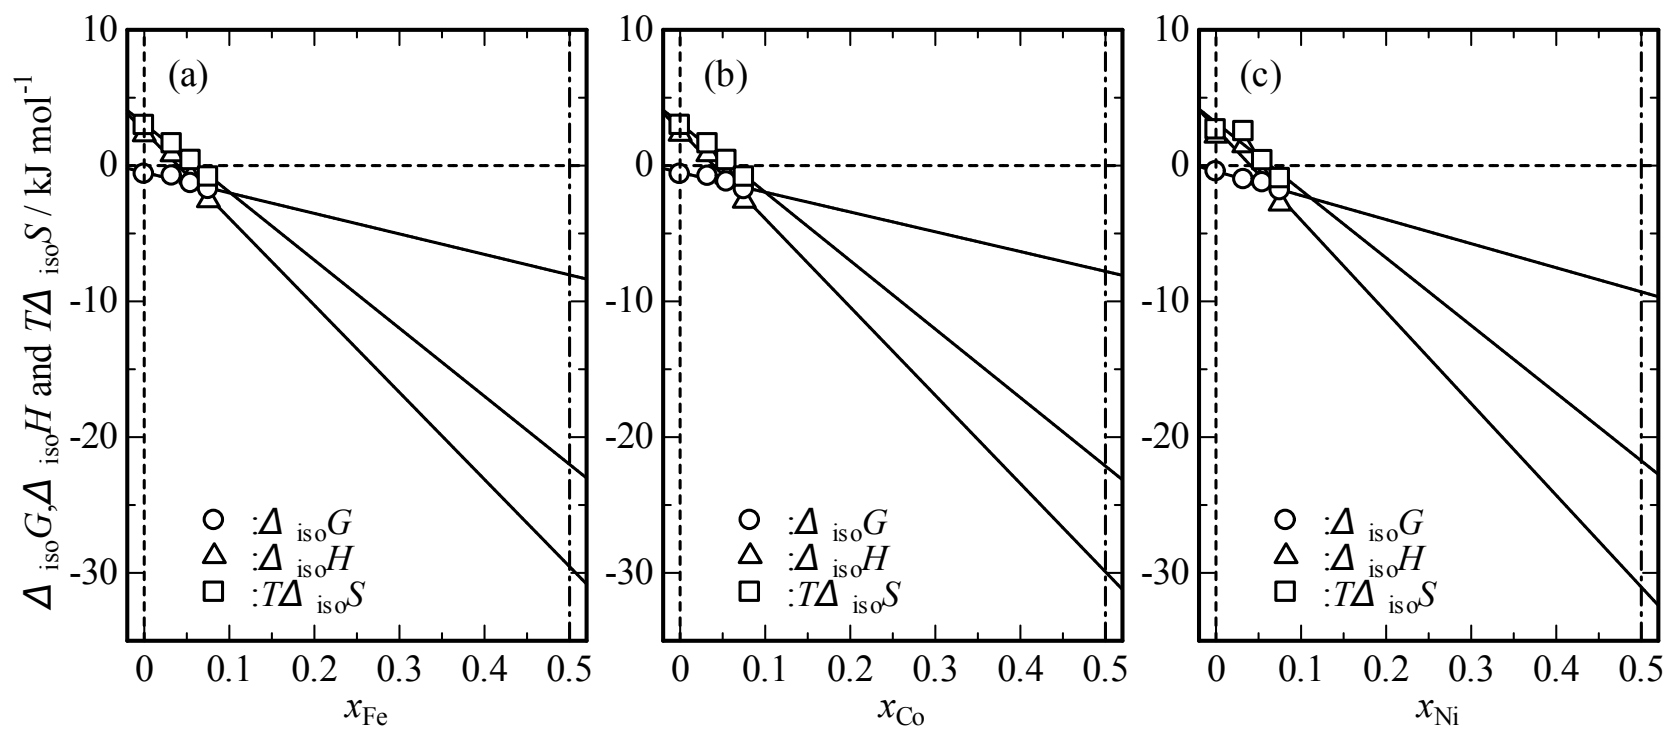 Δ isoG,Δ isoH and TΔ isoS / kJ mol-1
(a)
10
0
-10
-20
-30
:Δ isoG
:Δ isoH
:TΔ isoS
0 0.1 0.2 0.3 0.4 0.5
xFe
(b)
10
0
-10
-20
-30
:Δ isoG
:Δ isoH
:TΔ isoS
0 0.1 0.2 0.3 0.4 0.5
xCo
(c)
10
0
-10
-20
-30
:Δ isoG
:Δ isoH
:TΔ isoS
0 0.1 0.2 0.3 0.4 0.5
xNi